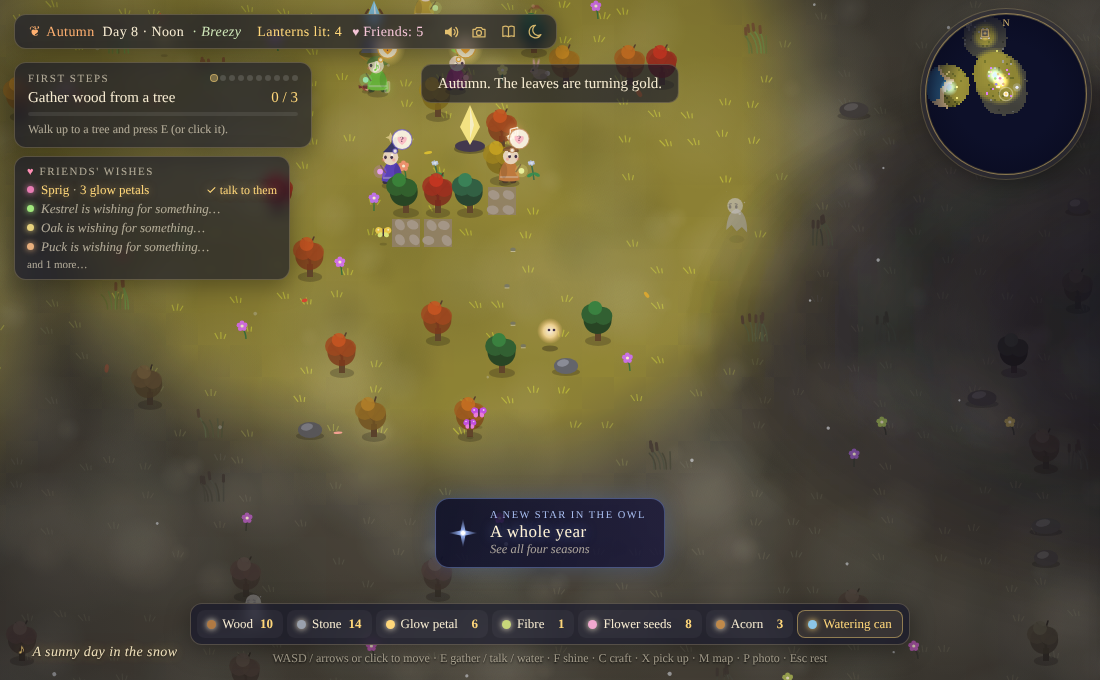 Autumn Day 8 · Noon · Breezy Lanterns lit: 4 ♥ Friends: 5
FIRST STEPS
Gather wood from a tree 0 / 3
Walk up to a tree and press E (or click it).
Autumn. The leaves are turning gold.
N
♥ FRIENDS' WISHES
Sprig · 3 glow petals ✓ talk to them
Kestrel is wishing for something…
Oak is wishing for something…
Puck is wishing for something…
and 1 more…
A NEW STAR IN THE OWL
A whole year
See all four seasons
Wood 10 Stone 14 Glow petal 6 Fibre 1 Flower seeds 8 Acorn 3 Watering can
♪ A sunny day in the snow
WASD / arrows or click to move · E gather / talk / water · F shine · C craft · X pick up · M map · P photo · Esc rest